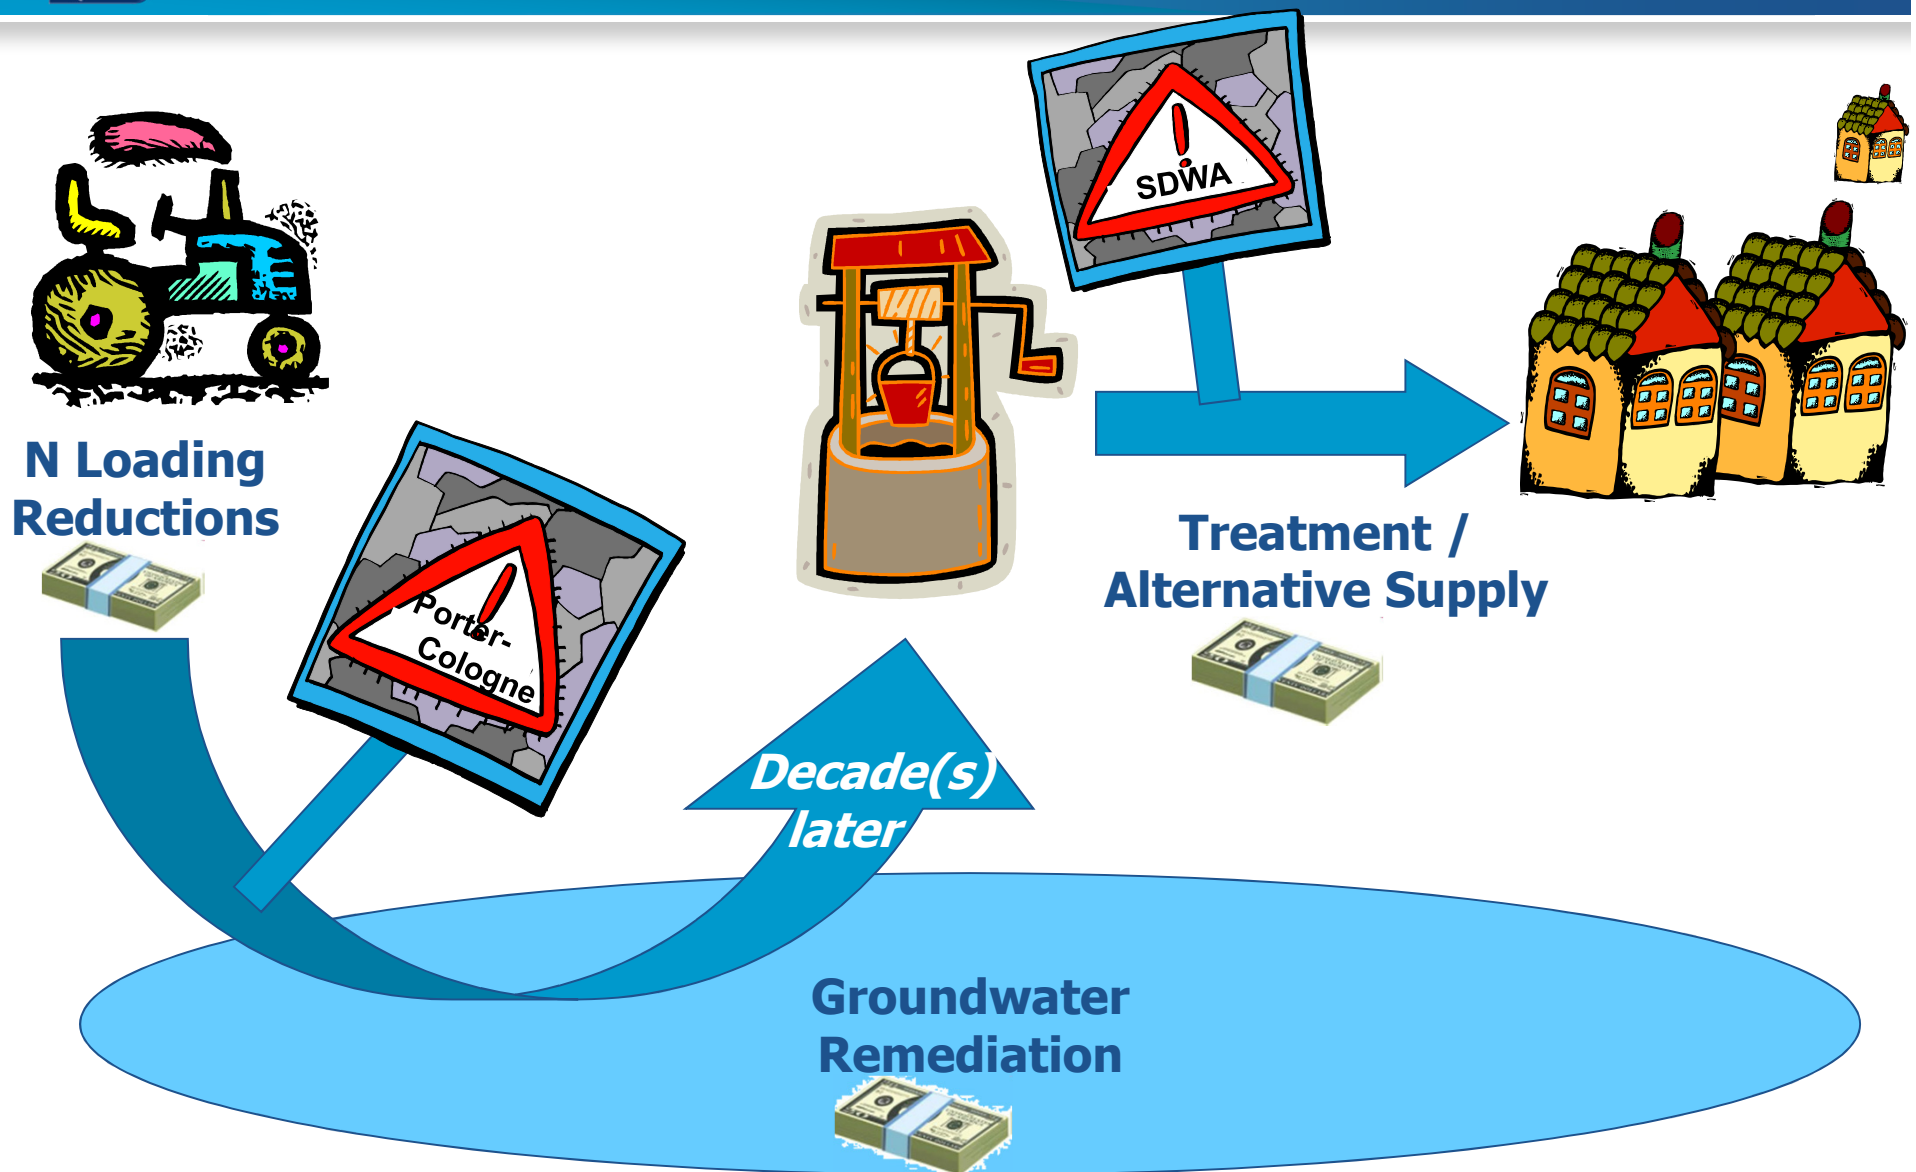 SDWA
N Loading
Reductions
Porter-
Cologne
Treatment /
Alternative Supply
Decade(s)
later
Groundwater
Remediation